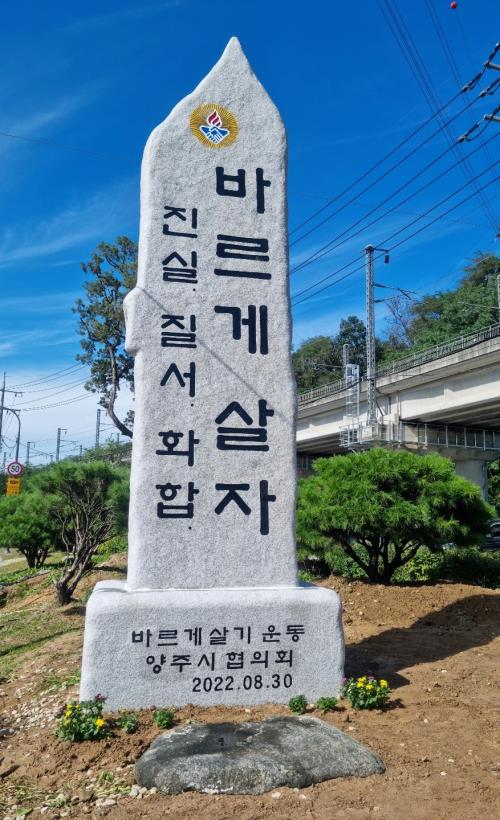 바르게살자
진실.질서.화합.
바르게살기 운동
양주시 협의회
2022.08.30
50